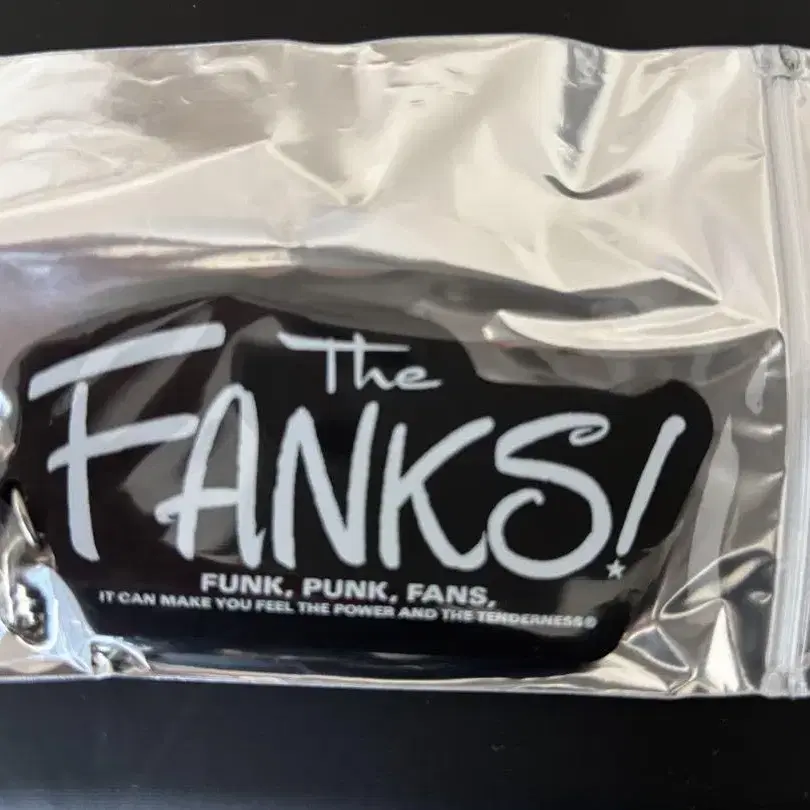 The
FANKS!
FUNK, PUNK, FANS,
IT CAN MAKE YOU FEEL THE POWER AND THE TENDERNESS®